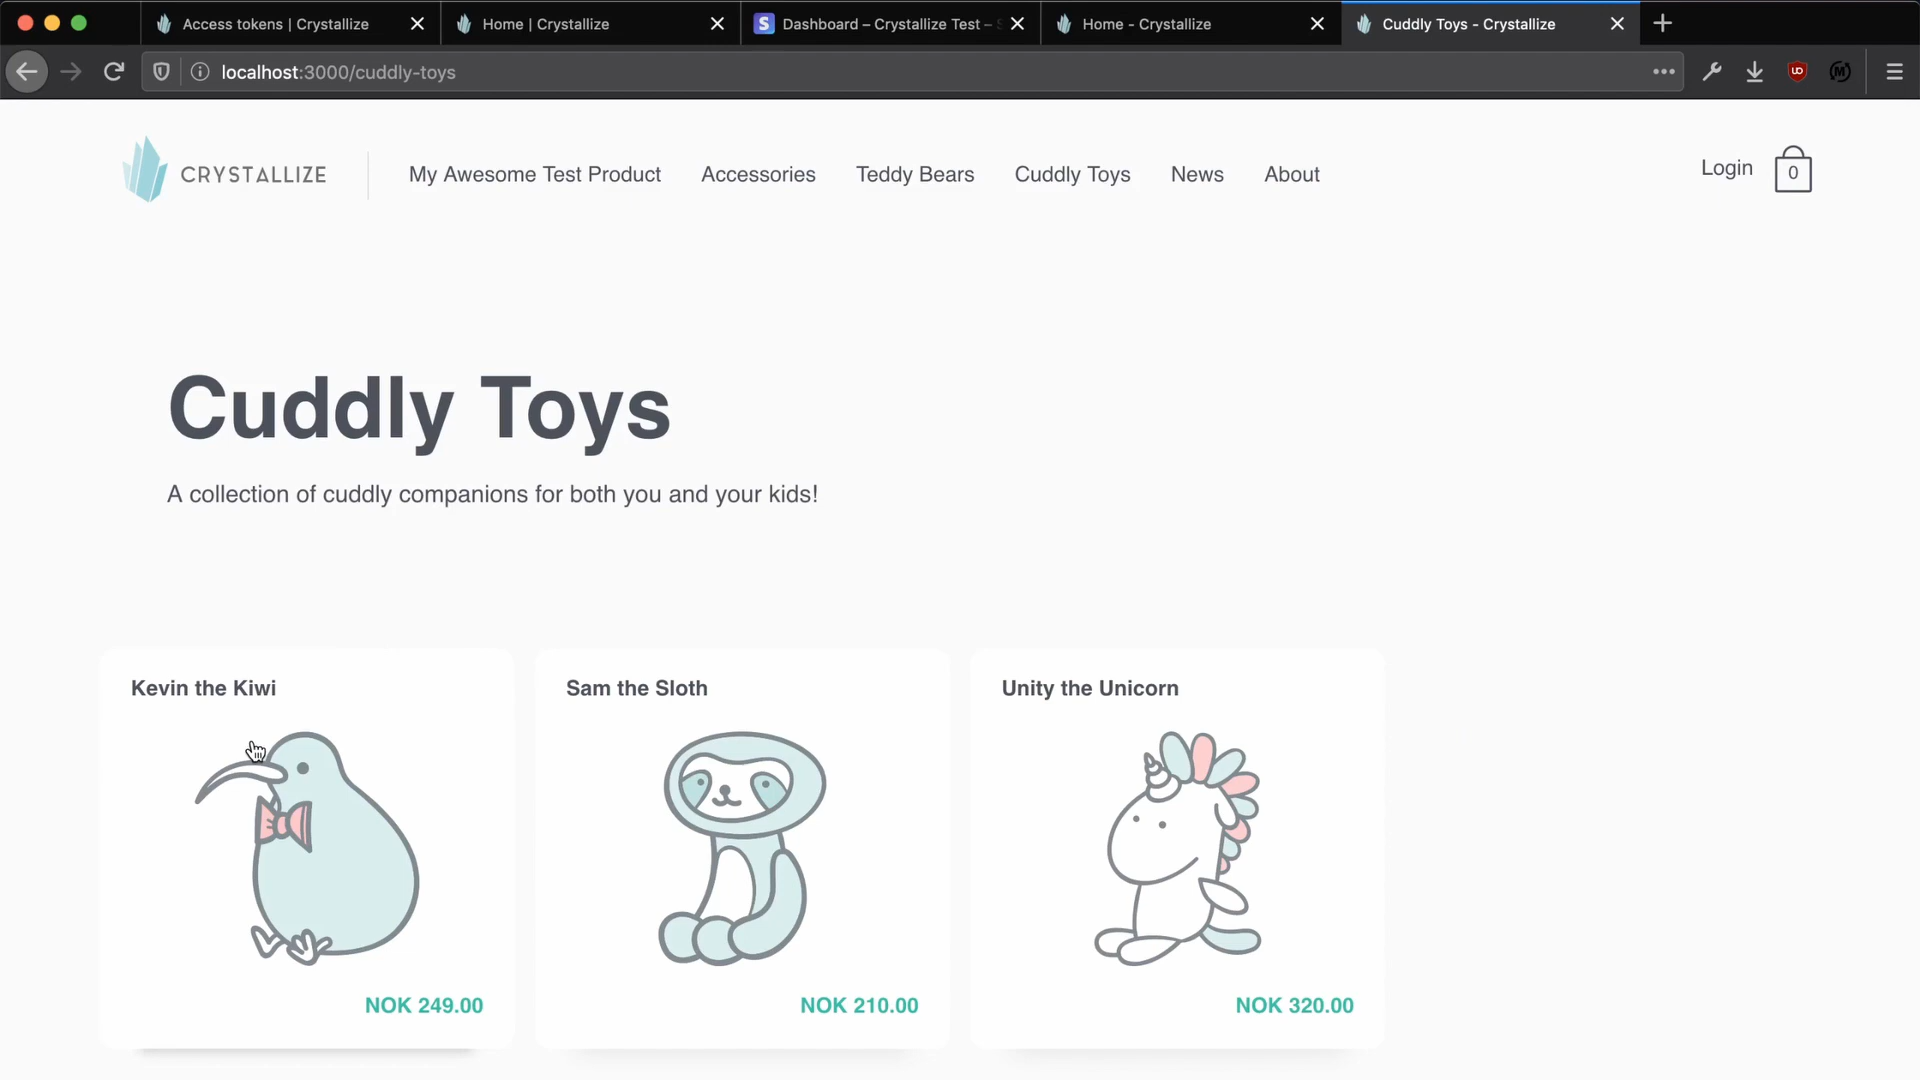 Access tokens | Crystallize
Home | Crystallize
Dashboard – Crystallize Test –
Home - Crystallize
Cuddly Toys - Crystallize
localhost:3000/cuddly-toys
CRYSTALLIZE
My Awesome Test Product
Accessories
Teddy Bears
Cuddly Toys
News
About
Login
0
Cuddly Toys
A collection of cuddly companions for both you and your kids!
Kevin the Kiwi
Sam the Sloth
Unity the Unicorn
NOK 249.00
NOK 210.00
NOK 320.00